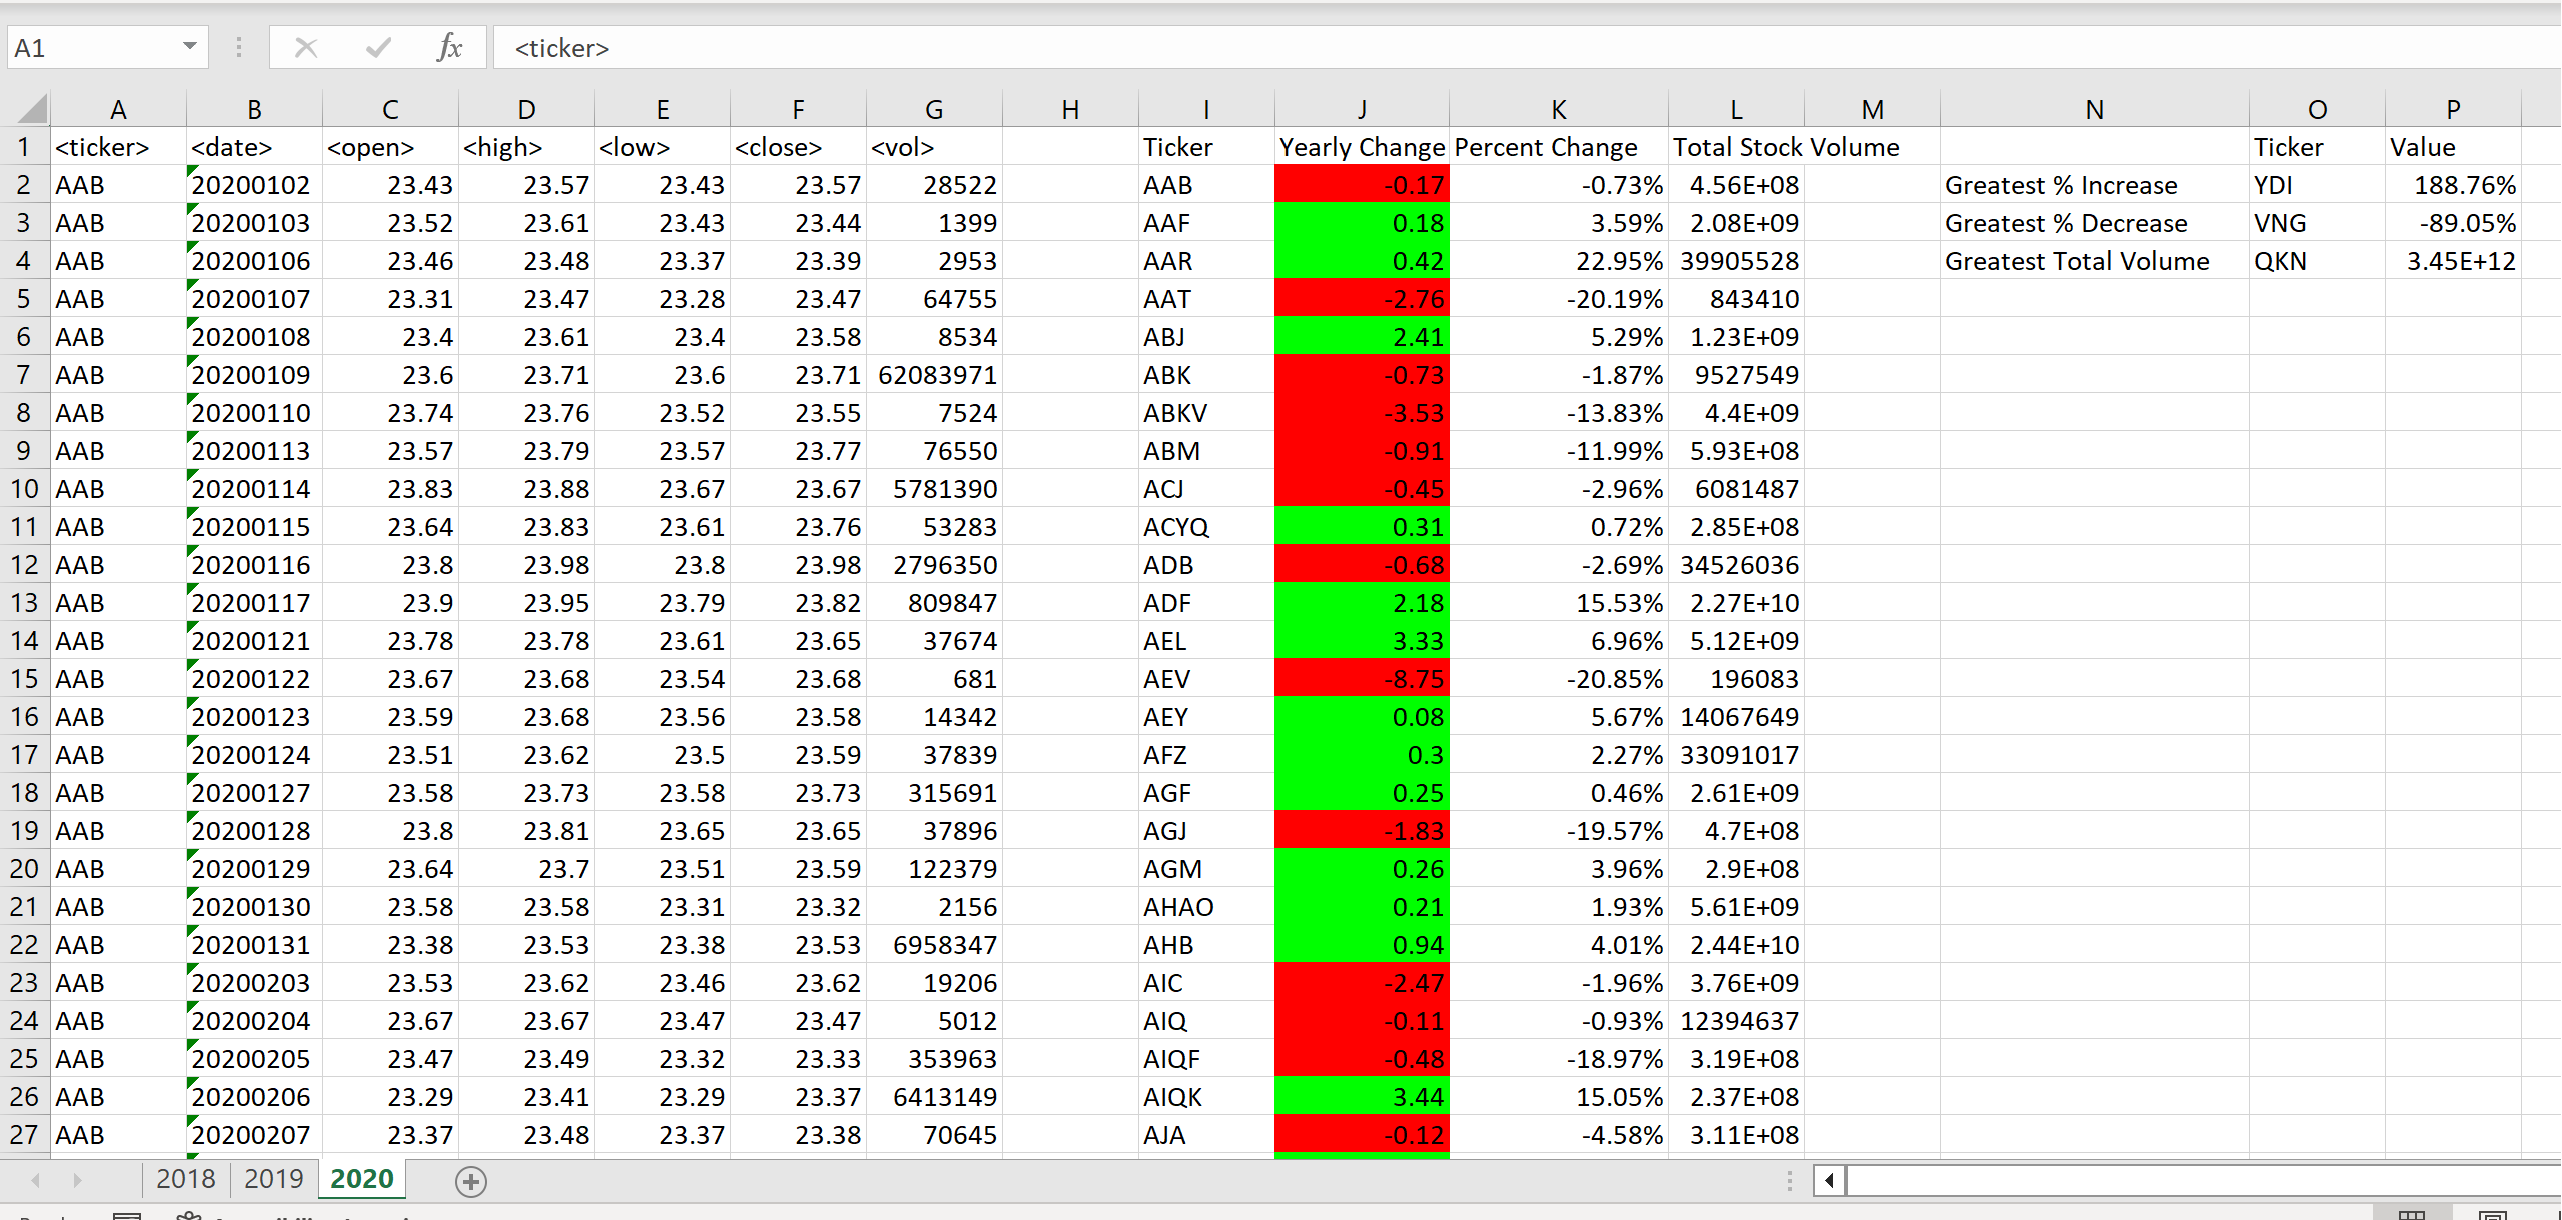 A1 fx <ticker>
A B C D E F G H I J K L M N O P
1 <ticker> <date> <open> <high> <low> <close> <vol> Ticker Yearly Change Percent Change Total Stock Volume Ticker Value
2 AAB 20200102 23.43 23.57 23.43 23.57 28522 AAB -0.17 -0.73% 4.56E+08 Greatest % Increase YDI 188.76%
3 AAB 20200103 23.52 23.61 23.43 23.44 1399 AAF 0.18 3.59% 2.08E+09 Greatest % Decrease VNG -89.05%
4 AAB 20200106 23.46 23.48 23.37 23.39 2953 AAR 0.42 22.95% 39905528 Greatest Total Volume QKN 3.45E+12
5 AAB 20200107 23.31 23.47 23.28 23.47 64755 AAT -2.76 -20.19% 843410
6 AAB 20200108 23.4 23.61 23.4 23.58 8534 ABJ 2.41 5.29% 1.23E+09
7 AAB 20200109 23.6 23.71 23.6 23.71 62083971 ABK -0.73 -1.87% 9527549
8 AAB 20200110 23.74 23.76 23.52 23.55 7524 ABKV -3.53 -13.83% 4.4E+09
9 AAB 20200113 23.57 23.79 23.57 23.77 76550 ABM -0.91 -11.99% 5.93E+08
10 AAB 20200114 23.83 23.88 23.67 23.67 5781390 ACJ -0.45 -2.96% 6081487
11 AAB 20200115 23.64 23.83 23.61 23.76 53283 ACYQ 0.31 0.72% 2.85E+08
12 AAB 20200116 23.8 23.98 23.8 23.98 2796350 ADB -0.68 -2.69% 34526036
13 AAB 20200117 23.9 23.95 23.79 23.82 809847 ADF 2.18 15.53% 2.27E+10
14 AAB 20200121 23.78 23.78 23.61 23.65 37674 AEL 3.33 6.96% 5.12E+09
15 AAB 20200122 23.67 23.68 23.54 23.68 681 AEV -8.75 -20.85% 196083
16 AAB 20200123 23.59 23.68 23.56 23.58 14342 AEY 0.08 5.67% 14067649
17 AAB 20200124 23.51 23.62 23.5 23.59 37839 AFZ 0.3 2.27% 33091017
18 AAB 20200127 23.58 23.73 23.58 23.73 315691 AGF 0.25 0.46% 2.61E+09
19 AAB 20200128 23.8 23.81 23.65 23.65 37896 AGJ -1.83 -19.57% 4.7E+08
20 AAB 20200129 23.64 23.7 23.51 23.59 122379 AGM 0.26 3.96% 2.9E+08
21 AAB 20200130 23.58 23.58 23.31 23.32 2156 AHAO 0.21 1.93% 5.61E+09
22 AAB 20200131 23.38 23.53 23.38 23.53 6958347 AHB 0.94 4.01% 2.44E+10
23 AAB 20200203 23.53 23.62 23.46 23.62 19206 AIC -2.47 -1.96% 3.76E+09
24 AAB 20200204 23.67 23.67 23.47 23.47 5012 AIQ -0.11 -0.93% 12394637
25 AAB 20200205 23.47 23.49 23.32 23.33 353963 AIQF -0.48 -18.97% 3.19E+08
26 AAB 20200206 23.29 23.41 23.29 23.37 6413149 AIQK 3.44 15.05% 2.37E+08
27 AAB 20200207 23.37 23.48 23.37 23.38 70645 AJA -0.12 -4.58% 3.11E+08
2018 2019 2020